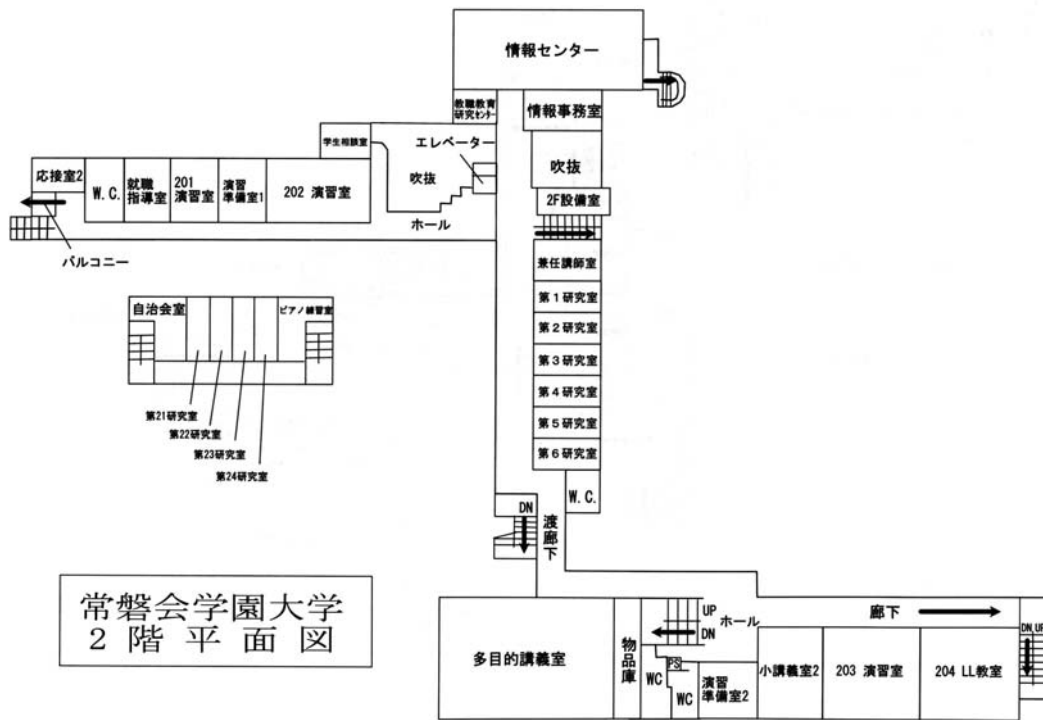 情報センター
教職教育
研究センター
情報事務室
学生相談室
エレベーター
吹抜
吹抜
応接室2
W.C.
就職
指導室
201
演習室
演習
準備室1
202 演習室
2F設備室
ホール
バルコニー
兼任講師室
第1研究室
第2研究室
第3研究室
第4研究室
第5研究室
第6研究室
W.C.
自治会室
ピアノ練習室
第21研究室
第22研究室
第23研究室
第24研究室
DN
渡廊下
常磐会学園大学
2階平面図
多目的講義室
物品庫
UP
DN
ホール
廊下
DN
UP
WC
PS
WC
演習
準備室2
小講義室2
203 演習室
204 LL教室